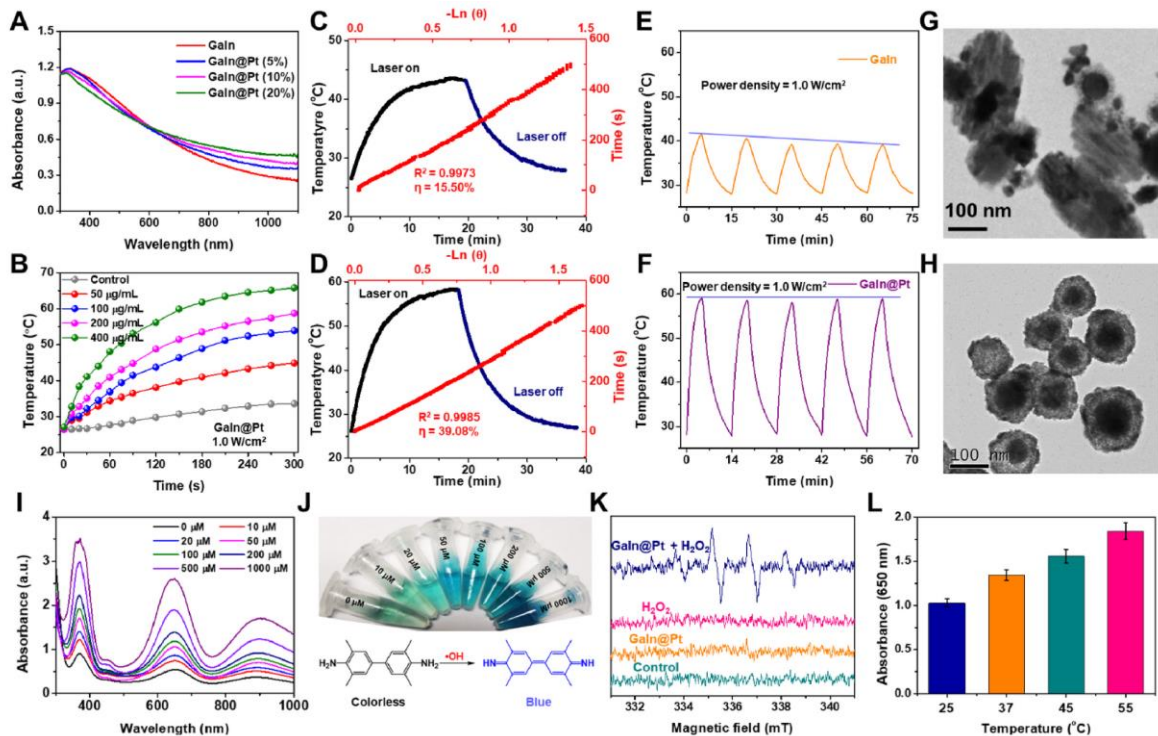 A
Absorbance (a.u.)
1.5
1.2
0.9
0.6
0.3
0.0
400 600 800 1000
Wavelength (nm)
GaIn
GaIn@Pt (5%)
GaIn@Pt (10%)
GaIn@Pt (20%)
B
Temperature (°C)
70
60
50
40
30
20
0 60 120 180 240 300
Time (s)
Control
50 μg/mL
100 μg/mL
200 μg/mL
400 μg/mL
GaIn@Pt
1.0 W/cm²
C
-Ln (θ)
0.0 0.5 1.0 1.5
Temperatyre (°C)
50
40
30
20
0 10 20 30 40
Time (min)
Time (s)
600
400
200
0
Laser on
Laser off
R² = 0.9973
η = 15.50%
D
-Ln (θ)
0.0 0.5 1.0 1.5
Temperature (°C)
60
50
40
30
20
0 10 20 30 40
Time (min)
Time (s)
600
400
200
0
Laser on
Laser off
R² = 0.9985
η = 39.08%
E
Temperature (°C)
60
50
40
30
0 15 30 45 60 75
Time (min)
GaIn
Power density = 1.0 W/cm²
F
Temperature (°C)
60
50
40
30
0 14 28 42 56 70
Time (min)
Power density = 1.0 W/cm²
GaIn@Pt
G
100 nm
H
100 nm
I
Absorbance (a.u.)
4
3
2
1
0
400 500 600 700 800 900 1000
Wavelength (nm)
0 μM 10 μM
20 μM 50 μM
100 μM 200 μM
500 μM 1000 μM
J
0 μM
10 μM
20 μM
50 μM
100 μM
200 μM
500 μM
1000 μM
H₂N
NH₂
•OH
HN
NH
Colorless
Blue
K
GaIn@Pt + H₂O₂
H₂O₂
GaIn@Pt
Control
332 334 336 338 340
Magnetic field (mT)
L
Absorbance (650 nm)
2.0
1.5
1.0
0.5
0.0
25 37 45 55
Temperature (°C)